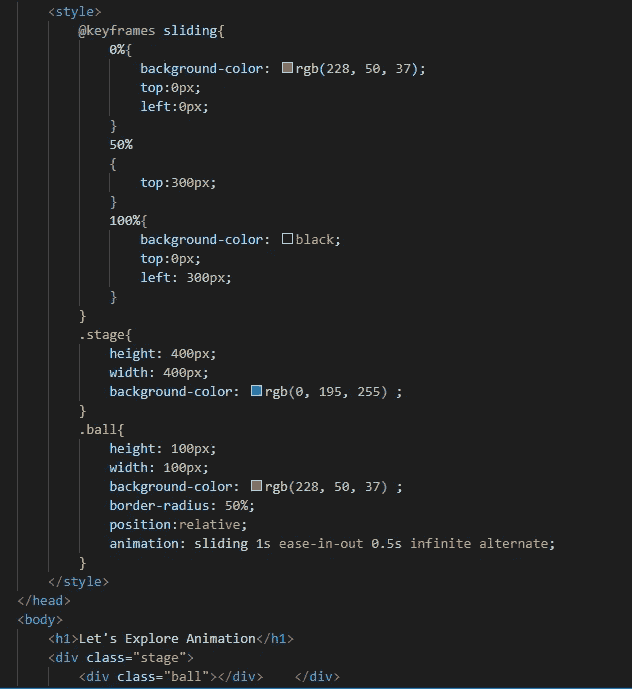 <style>
@keyframes sliding{
0%{
background-color: rgb(228, 50, 37);
top:0px;
left:0px;
}
50%
{
top:300px;
}
100%{
background-color: black;
top:0px;
left: 300px;
}
}
.stage{
height: 400px;
width: 400px;
background-color: rgb(0, 195, 255) ;
}
.ball{
height: 100px;
width: 100px;
background-color: rgb(228, 50, 37) ;
border-radius: 50%;
position:relative;
animation: sliding 1s ease-in-out 0.5s infinite alternate;
}
</style>
</head>
<body>
<h1>Let's Explore Animation</h1>
<div class="stage">
<div class="ball"></div>    </div>